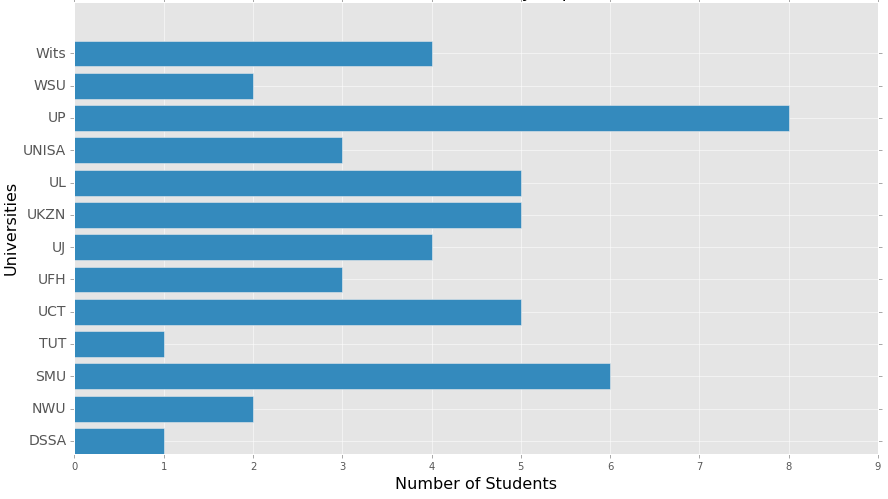 Wits
WSU
UP
UNISA
UL
UKZN
UJ
UFH
UCT
TUT
SMU
NWU
DSSA
Universities
0 1 2 3 4 5 6 7 8 9
Number of Students